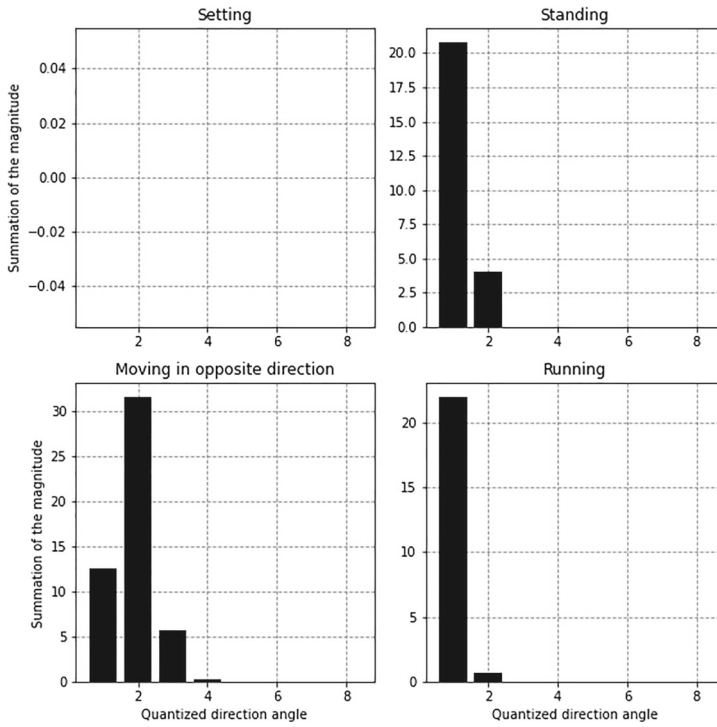 Setting
Standing
Summation of the magnitude
0.04
0.02
0.00
−0.02
−0.04
2 4 6 8
20.0
17.5
15.0
12.5
10.0
7.5
5.0
2.5
0.0
2 4 6 8
Moving in opposite direction
Running
Summation of the magnitude
30
25
20
15
10
5
0
2 4 6 8
Quantized direction angle
20
15
10
5
0
2 4 6 8
Quantized direction angle